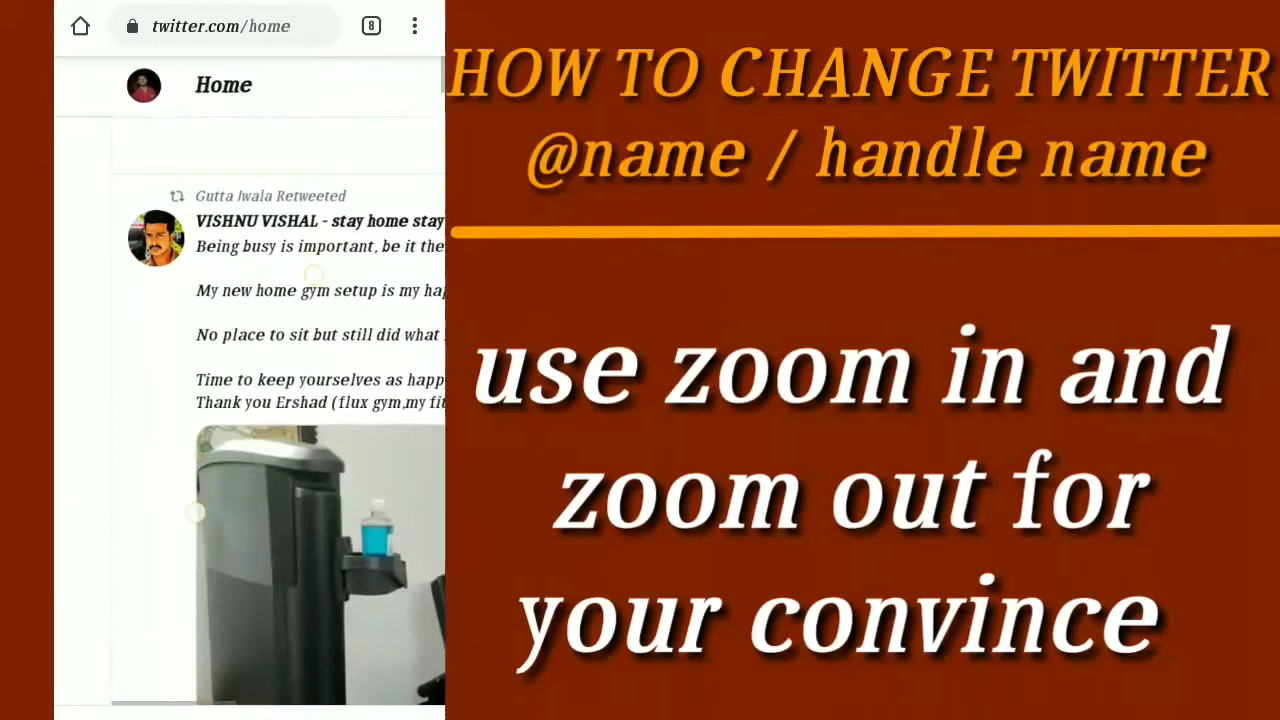 twitter.com/home
8
Home
Gutta Jwala Retweeted
VISHNU VISHAL - stay home stay
Being busy is important, be it the
My new home gym setup is my hap
No place to sit but still did what
Time to keep yourselves as happ
Thank you Ershad (flux gym,my fit
HOW TO CHANGE TWITTER
@name / handle name
use zoom in and
zoom out for
your convince